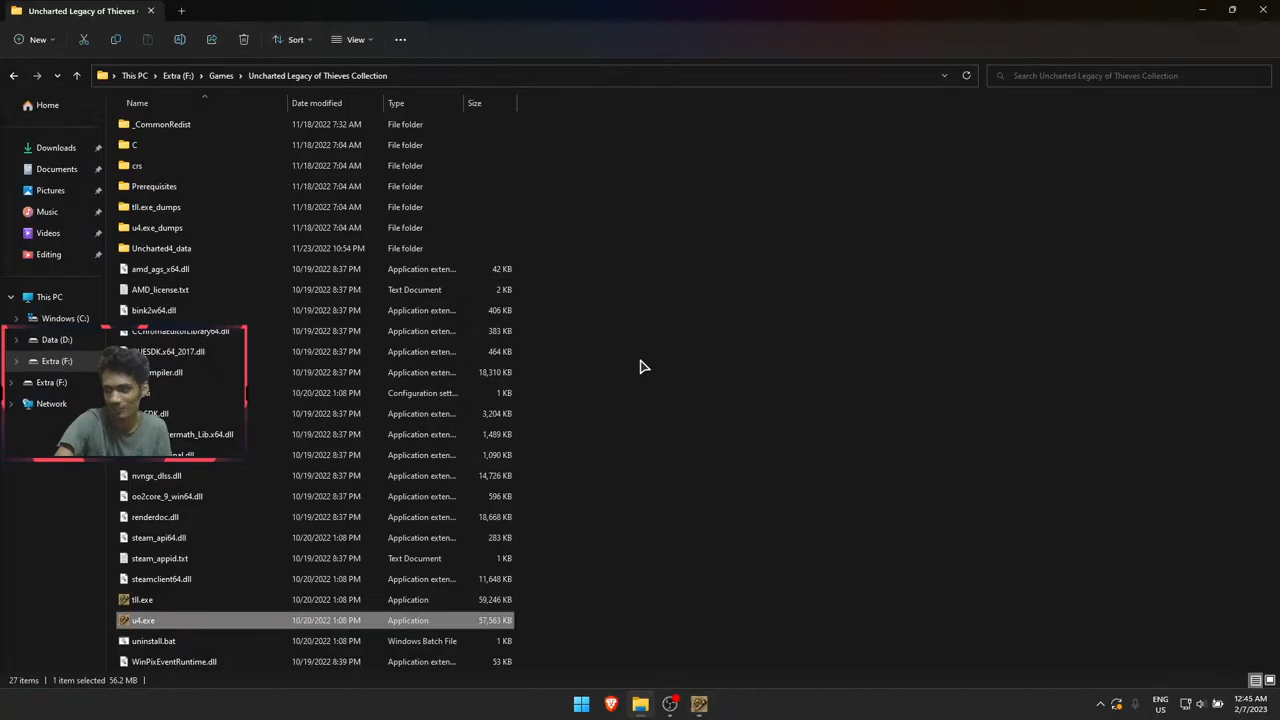 Uncharted Legacy of Thieves
New
Sort
View
This PC
Extra (F:)
Games
Uncharted Legacy of Thieves Collection
Search Uncharted Legacy of Thieves Collection
Home
Downloads
Documents
Pictures
Music
Videos
Editing
This PC
Windows (C:)
Data (D:)
Extra (F:)
Extra (F:)
Network
Name Date modified Type Size
_CommonRedist 11/18/2022 7:32 AM File folder
C 11/18/2022 7:04 AM File folder
crs 11/18/2022 7:04 AM File folder
Prerequisites 11/18/2022 7:04 AM File folder
tll.exe_dumps 11/18/2022 7:04 AM File folder
u4.exe_dumps 11/18/2022 7:04 AM File folder
Uncharted4_data 11/23/2022 10:54 PM File folder
amd_ags_x64.dll 10/19/2022 8:37 PM Application exten... 42 KB
AMD_license.txt 10/19/2022 8:37 PM Text Document 2 KB
bink2w64.dll 10/19/2022 8:37 PM Application exten... 406 KB
CChromaEditorLibrary64.dll 10/19/2022 8:37 PM Application exten... 383 KB
UESDK.x64_2017.dll 10/19/2022 8:37 PM Application exten... 464 KB
mpiler.dll 10/19/2022 8:37 PM Application exten... 18,310 KB
10/20/2022 1:08 PM Configuration sett... 1 KB
SDK.dll 10/19/2022 8:37 PM Application exten... 3,204 KB
termath_Lib.x64.dll 10/19/2022 8:37 PM Application exten... 1,489 KB
10/19/2022 8:37 PM Application exten... 1,090 KB
nvngx_dlss.dll 10/19/2022 8:37 PM Application exten... 14,726 KB
oo2core_9_win64.dll 10/19/2022 8:37 PM Application exten... 596 KB
renderdoc.dll 10/19/2022 8:37 PM Application exten... 18,668 KB
steam_api64.dll 10/20/2022 1:08 PM Application exten... 283 KB
steam_appid.txt 10/19/2022 8:37 PM Text Document 1 KB
steamclient64.dll 10/20/2022 1:08 PM Application exten... 11,648 KB
tll.exe 10/20/2022 1:08 PM Application 59,246 KB
u4.exe 10/20/2022 1:08 PM Application 57,563 KB
uninstall.bat 10/20/2022 1:08 PM Windows Batch File 1 KB
WinPixEventRuntime.dll 10/19/2022 8:39 PM Application exten... 53 KB
27 items 1 item selected 56.2 MB
ENG
US
12:45 AM
2/7/2023